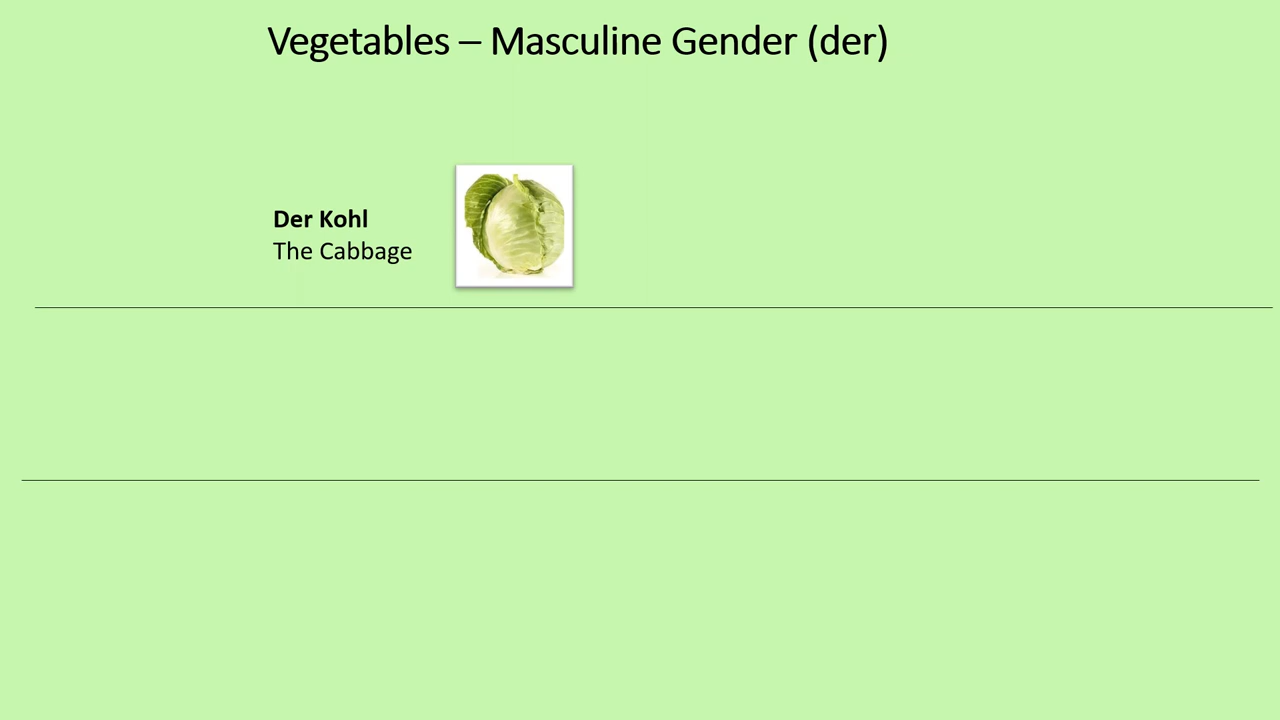 Vegetables – Masculine Gender (der)
Der Kohl
The Cabbage